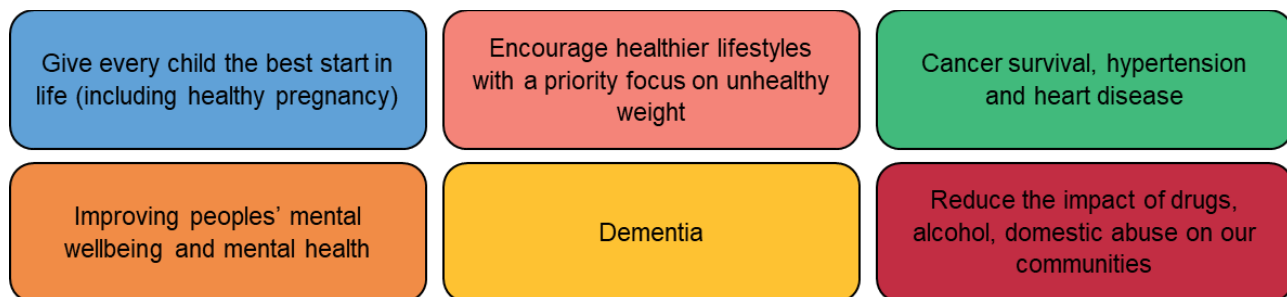 Give every child the best start in
life (including healthy pregnancy)
Encourage healthier lifestyles
with a priority focus on unhealthy
weight
Cancer survival, hypertension
and heart disease
Improving peoples’ mental
wellbeing and mental health
Dementia
Reduce the impact of drugs,
alcohol, domestic abuse on our
communities